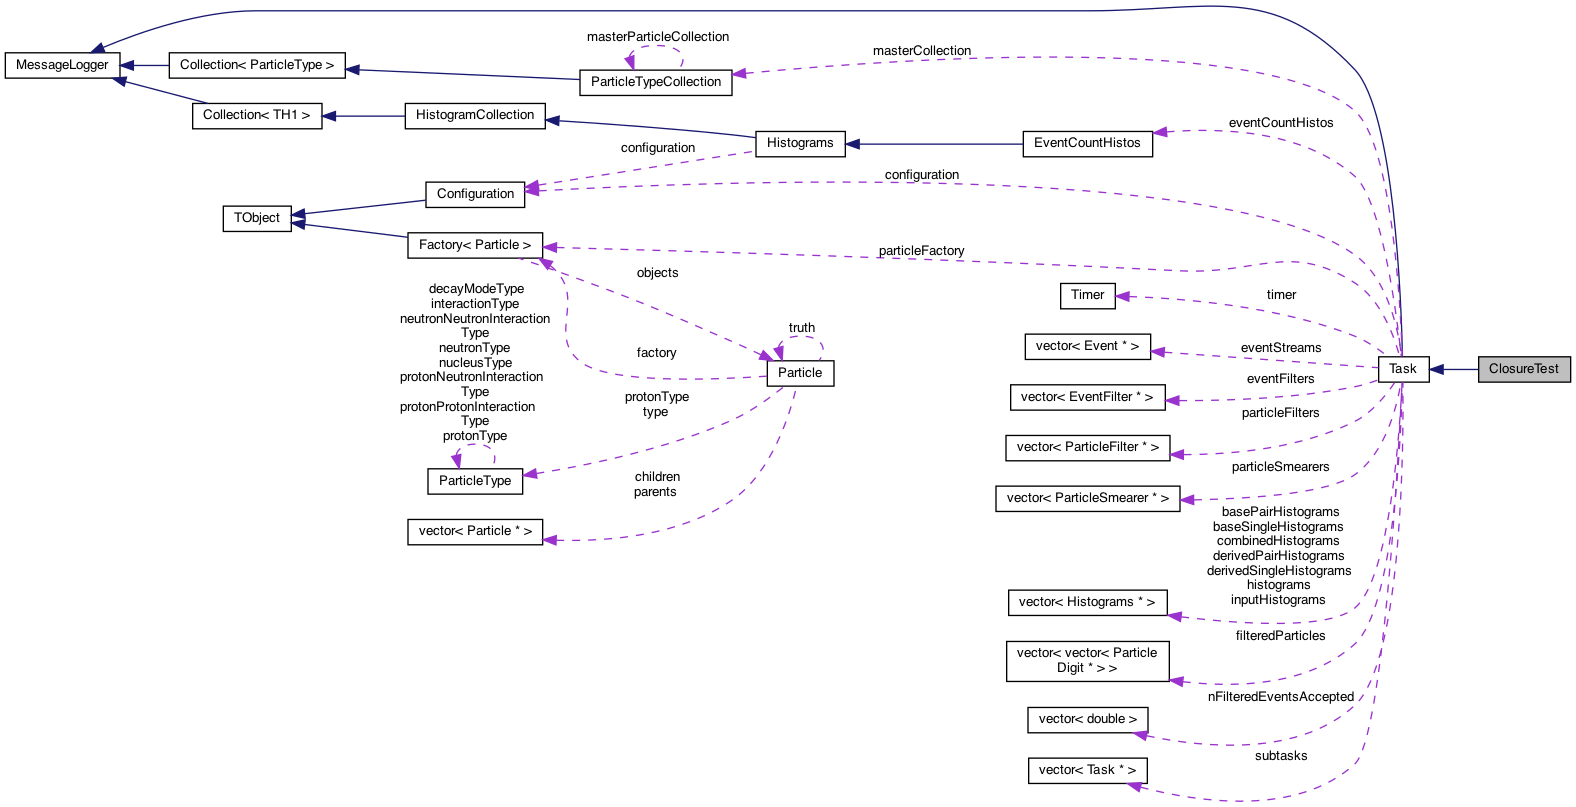 masterParticleCollection
masterCollection
MessageLogger
Collection< ParticleType >
ParticleTypeCollection
Collection< TH1 >
HistogramCollection
eventCountHistos
Histograms
EventCountHistos
configuration
configuration
Configuration
TObject
Factory< Particle >
particleFactory
objects
decayModeType
interactionType
neutronNeutronInteraction
Type
neutronType
nucleusType
protonNeutronInteraction
Type
protonProtonInteraction
Type
protonType
truth
factory
Particle
protonType
type
ParticleType
children
parents
vector< Particle * >
Timer
timer
vector< Event * >
eventStreams
Task
ClosureTest
eventFilters
vector< EventFilter * >
particleFilters
vector< ParticleFilter * >
particleSmearers
vector< ParticleSmearer * >
basePairHistograms
baseSingleHistograms
combinedHistograms
derivedPairHistograms
derivedSingleHistograms
histograms
inputHistograms
vector< Histograms * >
filteredParticles
vector< vector< Particle
Digit * > >
nFilteredEventsAccepted
vector< double >
subtasks
vector< Task * >